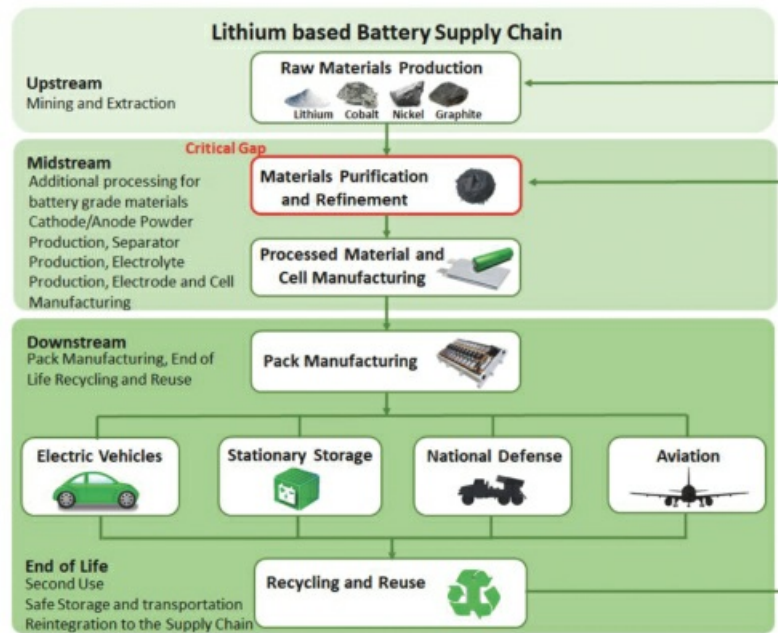 Lithium based Battery Supply Chain
Raw Materials Production
Lithium Cobalt Nickel Graphite
Upstream
Mining and Extraction
Critical Gap
Midstream
Additional processing for
battery grade materials
Cathode/Anode Powder
Production, Separator
Production, Electrolyte
Production, Electrode and Cell
Manufacturing
Materials Purification
and Refinement
Processed Material and
Cell Manufacturing
Downstream
Pack Manufacturing, End of
Life Recycling and Reuse
Pack Manufacturing
Electric Vehicles
Stationary Storage
National Defense
Aviation
End of Life
Second Use
Safe Storage and transportation
Reintegration to the Supply Chain
Recycling and Reuse